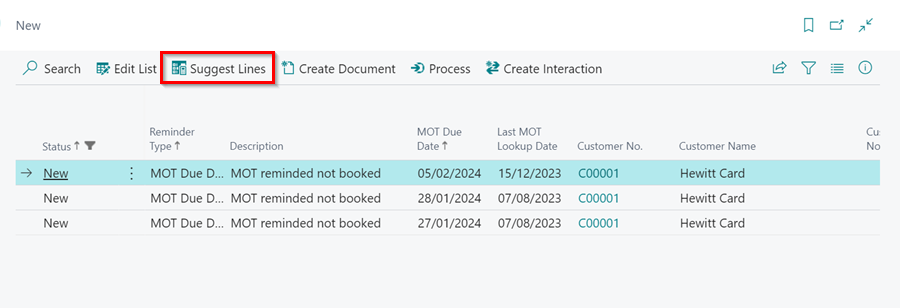 New
Search Edit List Suggest Lines Create Document Process Create Interaction
Reminder MOT Due Last MOT Cu
Status Type Description Date Lookup Date Customer No. Customer Name No
New MOT Due D... MOT reminded not booked 05/02/2024 15/12/2023 C00001 Hewitt Card
New MOT Due D... MOT reminded not booked 28/01/2024 07/08/2023 C00001 Hewitt Card
New MOT Due D... MOT reminded not booked 27/01/2024 07/08/2023 C00001 Hewitt Card